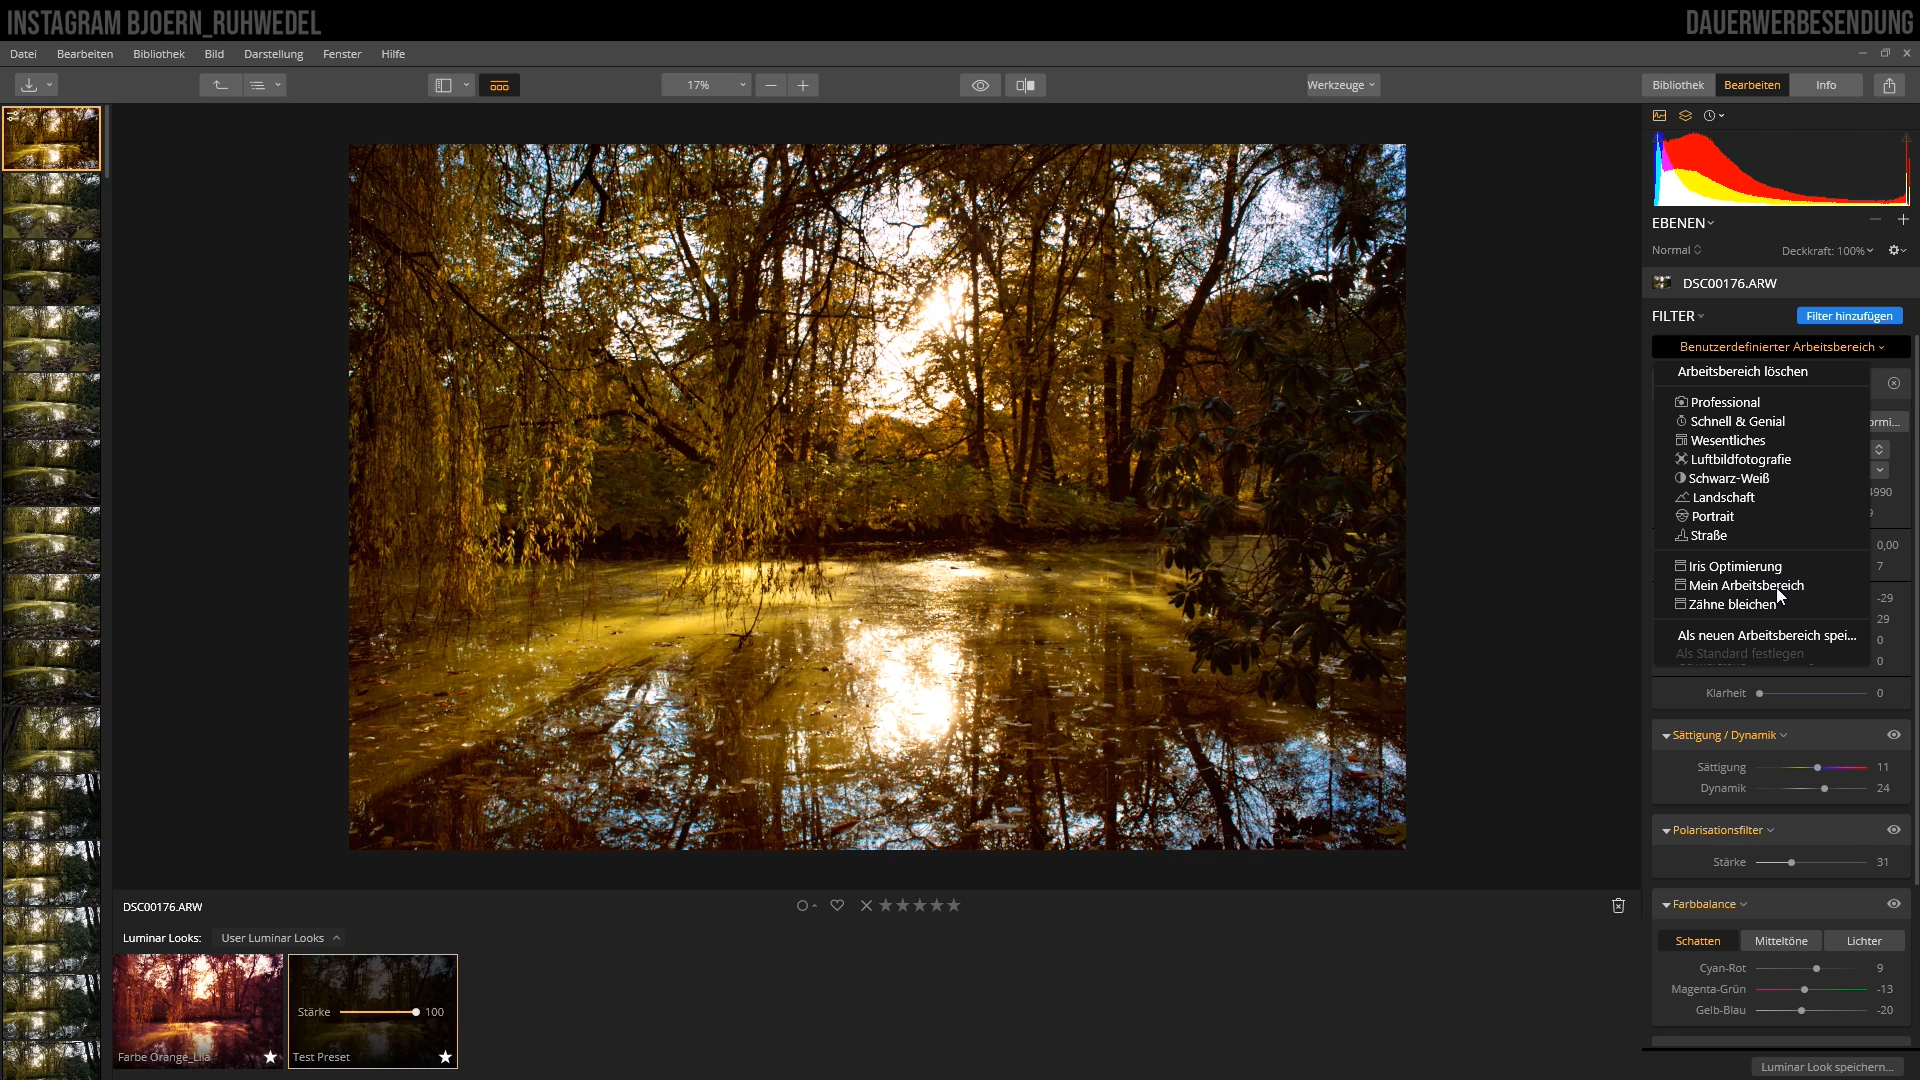 INSTAGRAM BJOERN_RUHWEDEL
DAUERWERBESENDUNG
Datei
Bearbeiten
Bibliothek
Bild
Darstellung
Fenster
Hilfe
17%
Werkzeuge
Bibliothek
Bearbeiten
Info
EBENEN
Normal
Deckkraft: 100%
DSC00176.ARW
FILTER
Filter hinzufügen
Benutzerdefinierter Arbeitsbereich
Arbeitsbereich löschen
Professional
Schnell & Genial
ormi...
Wesentliches
Luftbildfotografie
Schwarz-Weiß
4990
Landschaft
Portrait
Straße
0,00
Iris Optimierung
7
Mein Arbeitsbereich
-29
Zähne bleichen
29
Als neuen Arbeitsbereich spei...
0
Als Standard festlegen
0
Klarheit 0
Sättigung / Dynamik
Sättigung 11
Dynamik 24
Polarisationsfilter
Stärke 31
Farbbalance
Schatten Mitteltöne Lichter
Cyan-Rot 9
Magenta-Grün -13
Gelb-Blau -20
DSC00176.ARW
Luminar Looks: User Luminar Looks
Farbe Orange_Lila
Stärke 100
Test Preset
Luminar Look speichern...